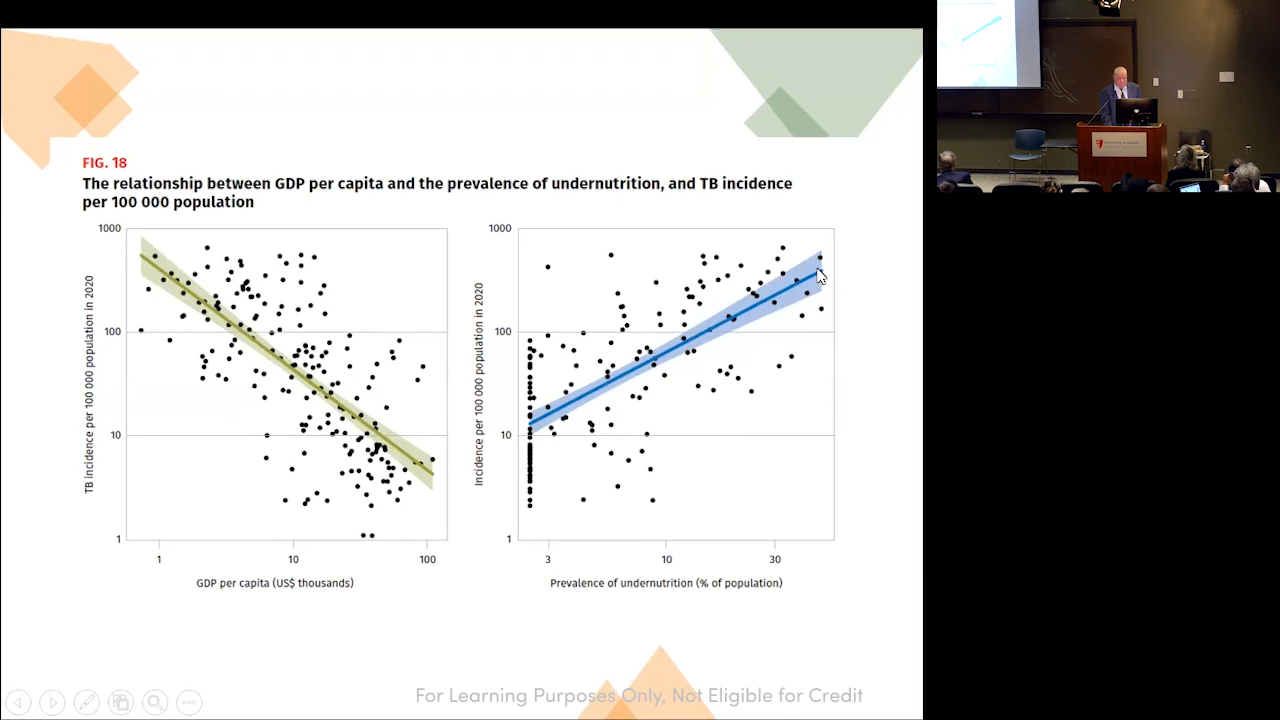 FIG. 18
The relationship between GDP per capita and the prevalence of undernutrition, and TB incidence
per 100 000 population
TB incidence per 100 000 population in 2020
1000
100
10
1
1
10
100
GDP per capita (US$ thousands)
Incidence per 100 000 population in 2020
1000
100
10
1
3
10
30
Prevalence of undernutrition (% of population)
For Learning Purposes Only, Not Eligible for Credit